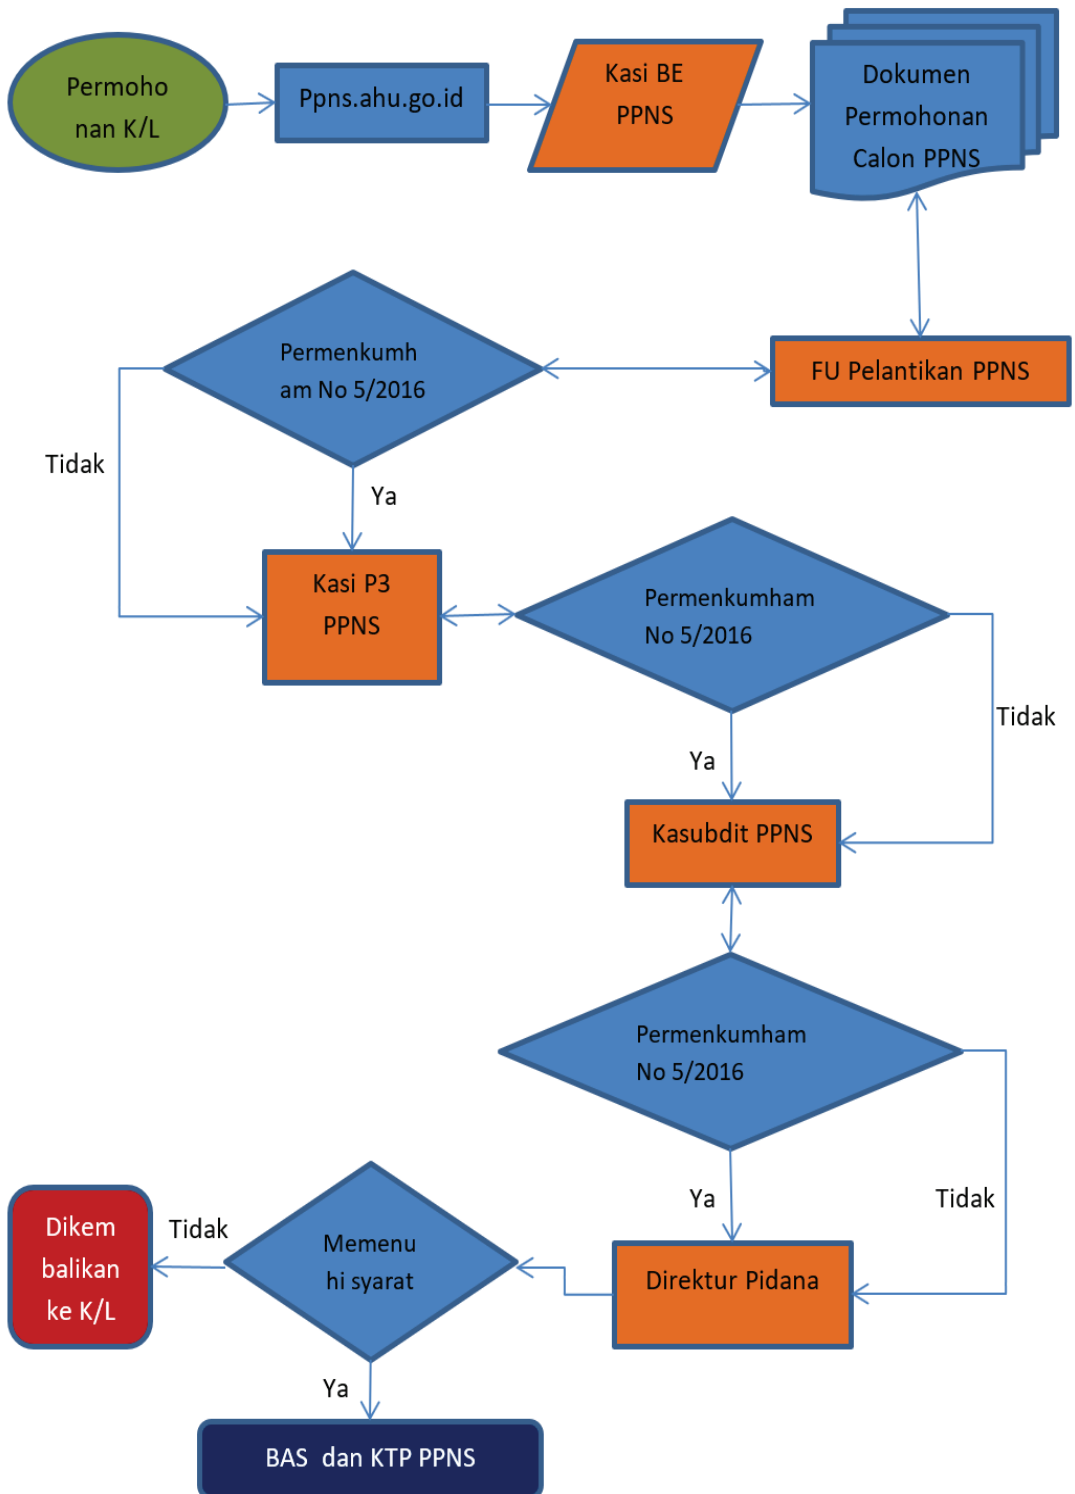 Permoho
nan K/L
Ppns.ahu.go.id
Kasi BE
PPNS
Dokumen
Permohonan
Calon PPNS
Permenkumh
am No 5/2016
FU Pelantikan PPNS
Tidak
Ya
Kasi P3
PPNS
Permenkumham
No 5/2016
Tidak
Ya
Kasubdit PPNS
Permenkumham
No 5/2016
Ya
Tidak
Dikem
balikan
ke K/L
Tidak
Memenu
hi syarat
Direktur Pidana
Ya
BAS  dan KTP PPNS